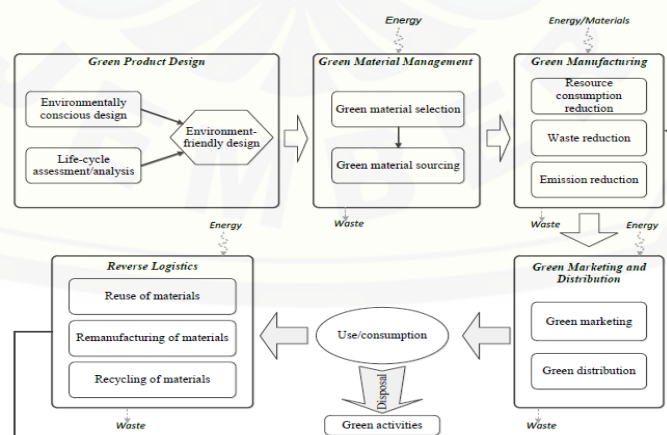 Energy
Energy/Materials
Green Product Design
Green Material Management
Green Manufacturing
Environmentally
conscious design
Life-cycle
assessment/analysis
Environment-
friendly design
Green material selection
Green material sourcing
Resource
consumption
reduction
Waste reduction
Emission reduction
Waste
Waste
Energy
Energy
Reverse Logistics
Reuse of materials
Remanufacturing of materials
Recycling of materials
Use/consumption
Disposal
Green activities
Green Marketing and
Distribution
Green marketing
Green distribution
Waste
Waste